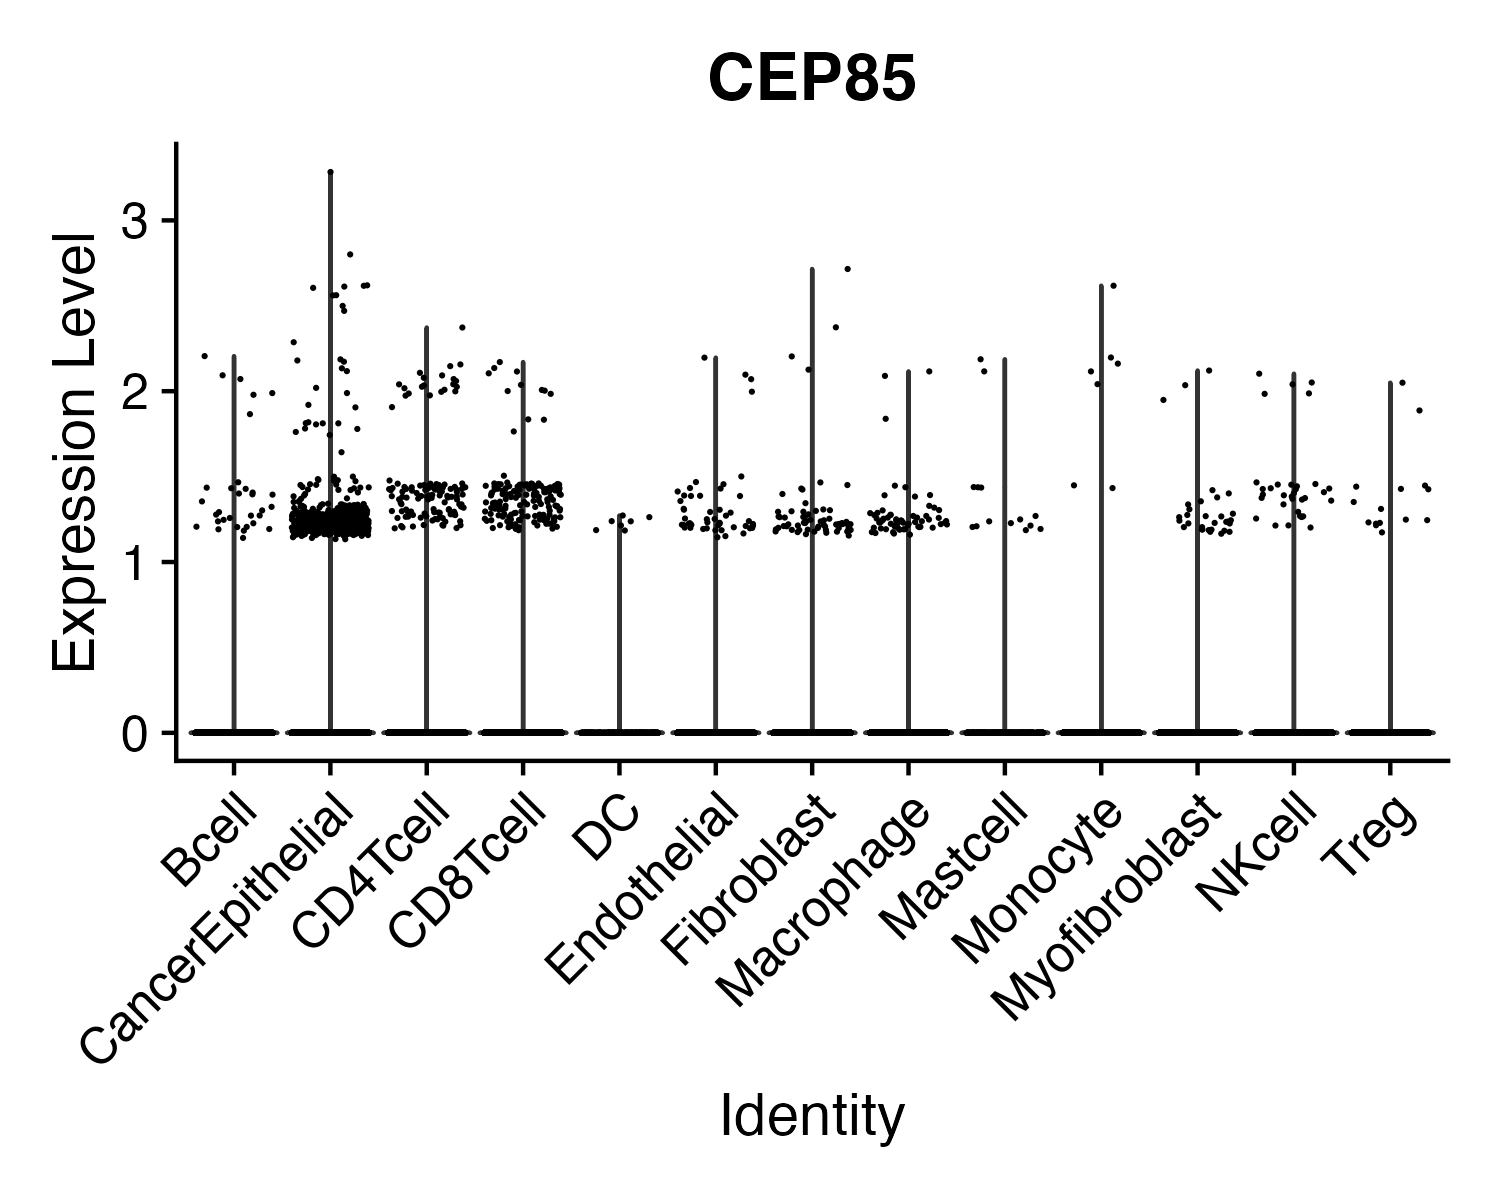 CEP85
Expression Level
3
2
1
0
Bcell
CancerEpithelial
CD4Tcell
CD8Tcell
DC
Endothelial
Fibroblast
Macrophage
Mastcell
Monocyte
Myofibroblast
NKcell
Treg
Identity